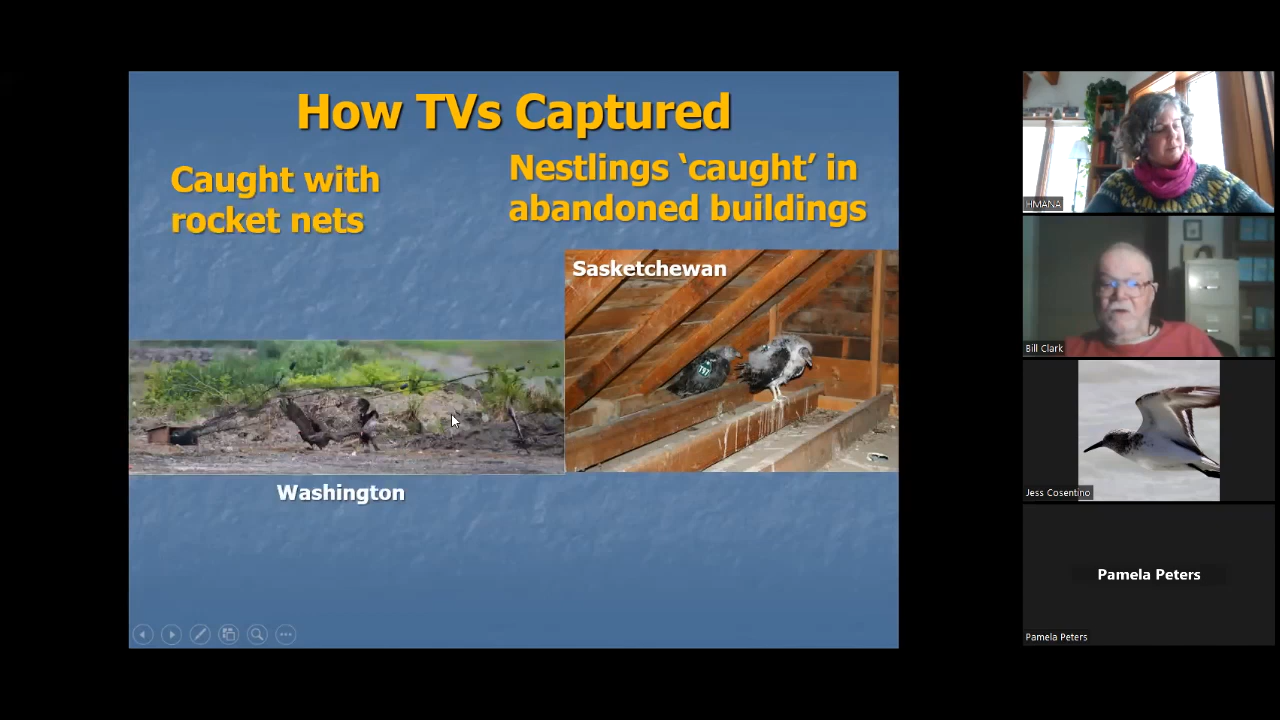 How TVs Captured
Caught with
rocket nets
Nestlings ‘caught’ in
abandoned buildings
Sasketchewan
Washington
HMANA
Bill Clark
Jess Cosentino
Pamela Peters
Pamela Peters